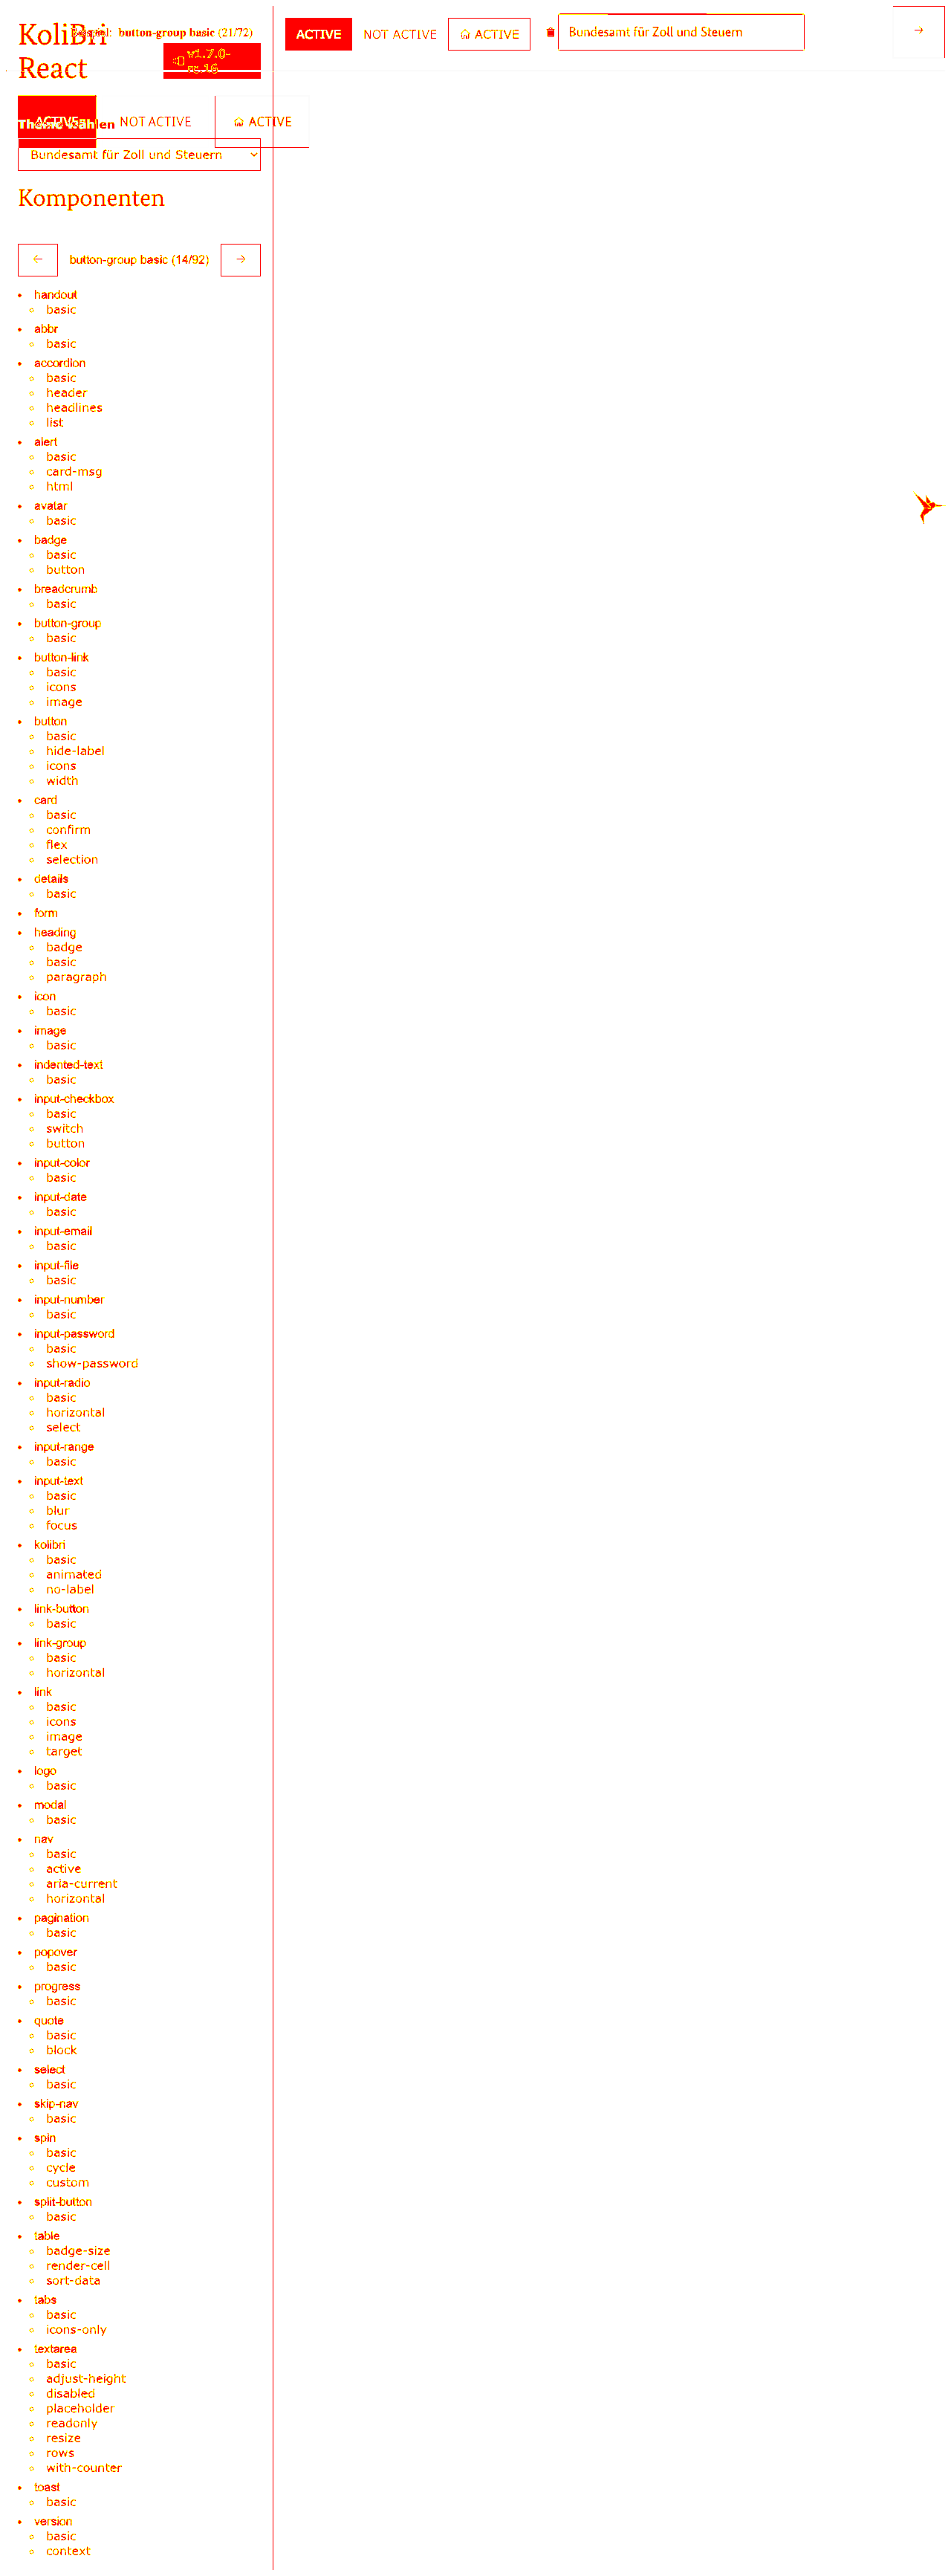 KoliBri
React
Beispiel: button-group basic (21/72)
v1.7.0-
rc.16
ACTIVE NOT ACTIVE ACTIVE
Bundesamt für Zoll und Steuern
ACTIVE NOT ACTIVE ACTIVE
Theme wählen
Bundesamt für Zoll und Steuern
Komponenten
button-group basic (14/92)
handout
basic
abbr
basic
accordion
basic
header
headlines
list
alert
basic
card-msg
html
avatar
basic
badge
basic
button
breadcrumb
basic
button-group
basic
button-link
basic
icons
image
button
basic
hide-label
icons
width
card
basic
confirm
flex
selection
details
basic
form
heading
badge
basic
paragraph
icon
basic
image
basic
indented-text
basic
input-checkbox
basic
switch
button
input-color
basic
input-date
basic
input-email
basic
input-file
basic
input-number
basic
input-password
basic
show-password
input-radio
basic
horizontal
select
input-range
basic
input-text
basic
blur
focus
kolibri
basic
animated
no-label
link-button
basic
link-group
basic
horizontal
link
basic
icons
image
target
logo
basic
modal
basic
nav
basic
active
aria-current
horizontal
pagination
basic
popover
basic
progress
basic
quote
basic
block
select
basic
skip-nav
basic
spin
basic
cycle
custom
split-button
basic
table
badge-size
render-cell
sort-data
tabs
basic
icons-only
textarea
basic
adjust-height
disabled
placeholder
readonly
resize
rows
with-counter
toast
basic
version
basic
context